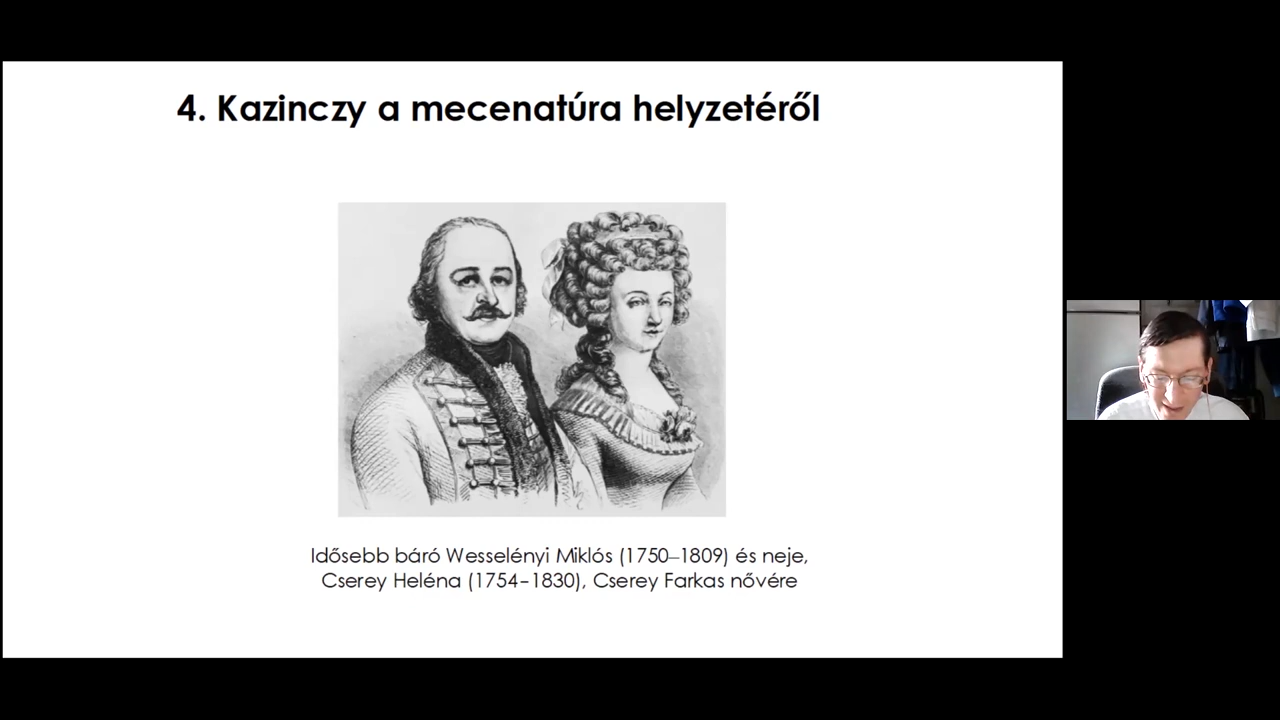 4. Kazinczy a mecenatúra helyzetéről
Idősebb báró Wesselényi Miklós (1750–1809) és neje,
Cserey Heléna (1754–1830), Cserey Farkas nővére